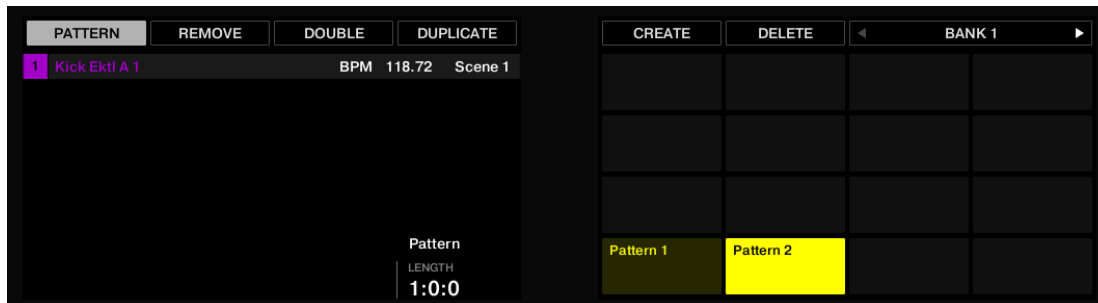 PATTERN REMOVE DOUBLE DUPLICATE
1 Kick Ektl A 1 BPM 118.72 Scene 1
Pattern
LENGTH
1:0:0
CREATE DELETE BANK 1
Pattern 1 Pattern 2